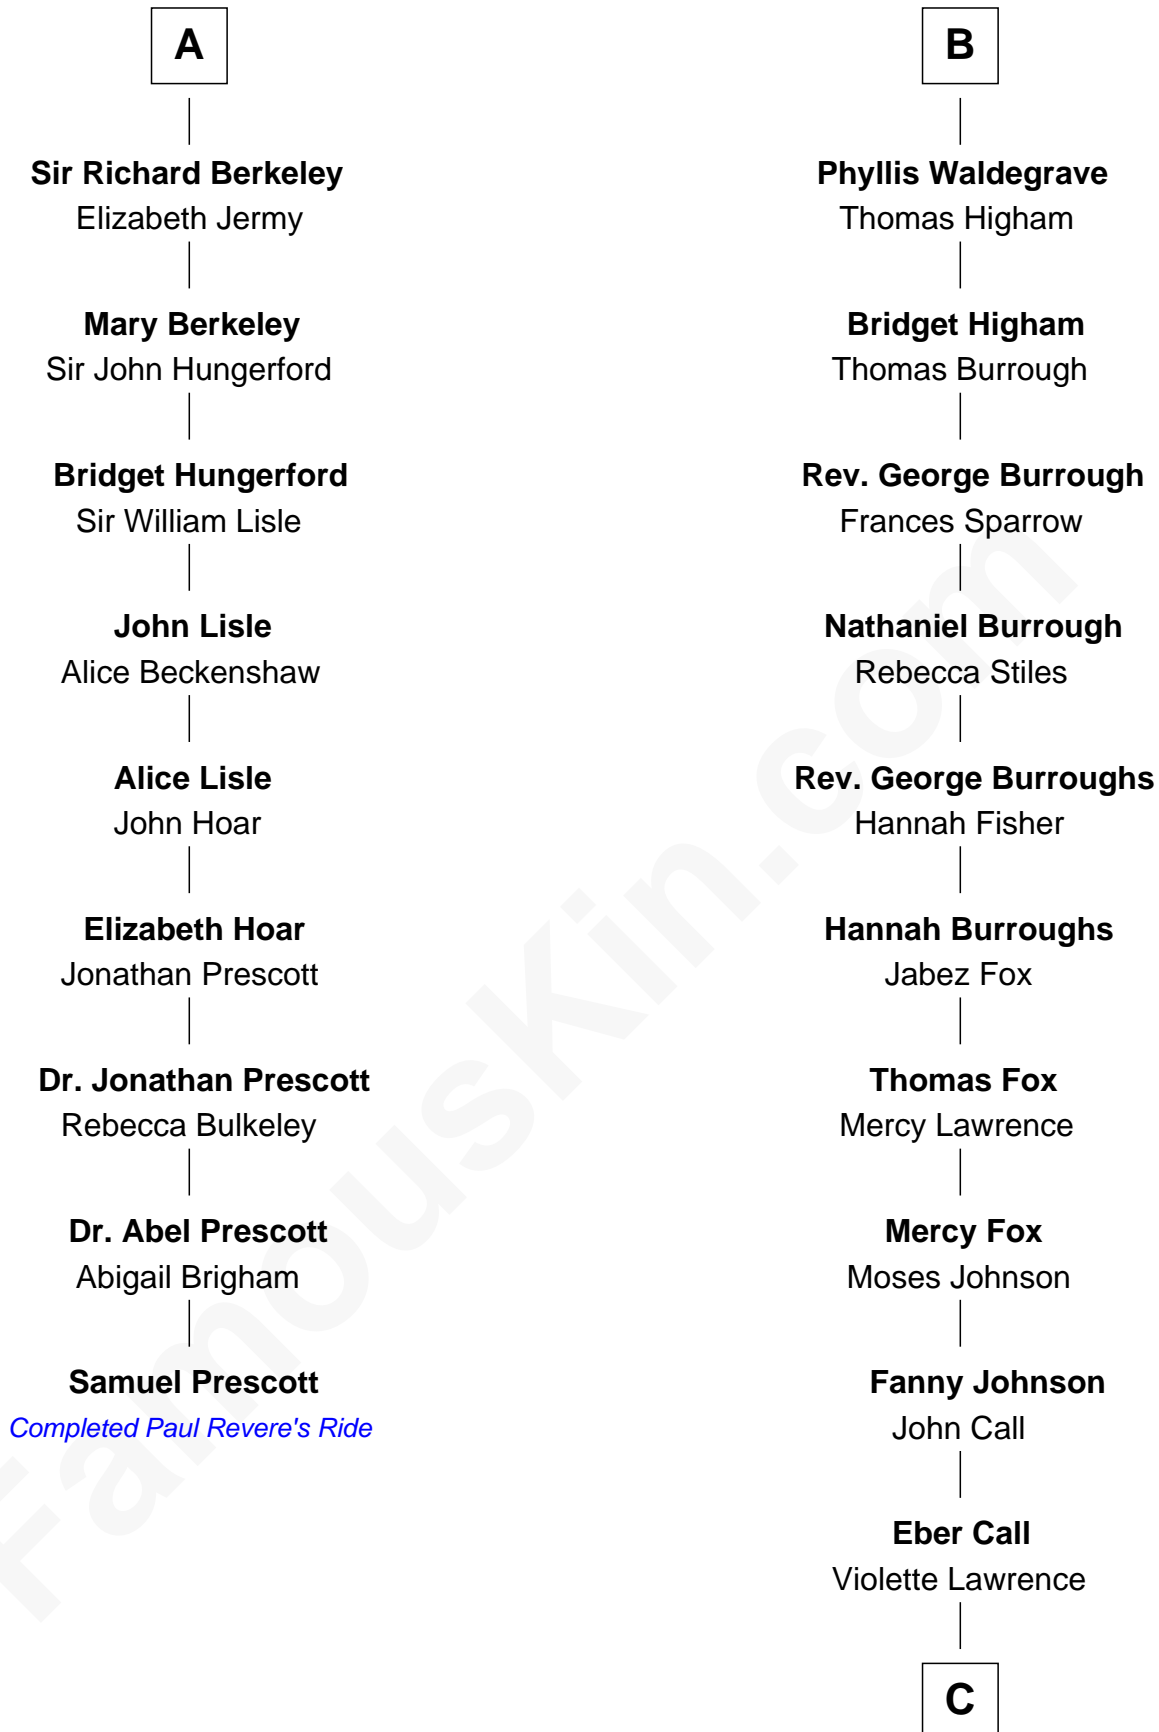 A
Sir Richard Berkeley
Elizabeth Jermy
Mary Berkeley
Sir John Hungerford
Bridget Hungerford
Sir William Lisle
John Lisle
Alice Beckenshaw
Alice Lisle
John Hoar
Elizabeth Hoar
Jonathan Prescott
Dr. Jonathan Prescott
Rebecca Bulkeley
Dr. Abel Prescott
Abigail Brigham
Samuel Prescott
Completed Paul Revere's Ride
B
Phyllis Waldegrave
Thomas Higham
Bridget Higham
Thomas Burrough
Rev. George Burrough
Frances Sparrow
Nathaniel Burrough
Rebecca Stiles
Rev. George Burroughs
Hannah Fisher
Hannah Burroughs
Jabez Fox
Thomas Fox
Mercy Lawrence
Mercy Fox
Moses Johnson
Fanny Johnson
John Call
Eber Call
Violette Lawrence
C
FamousKin.com